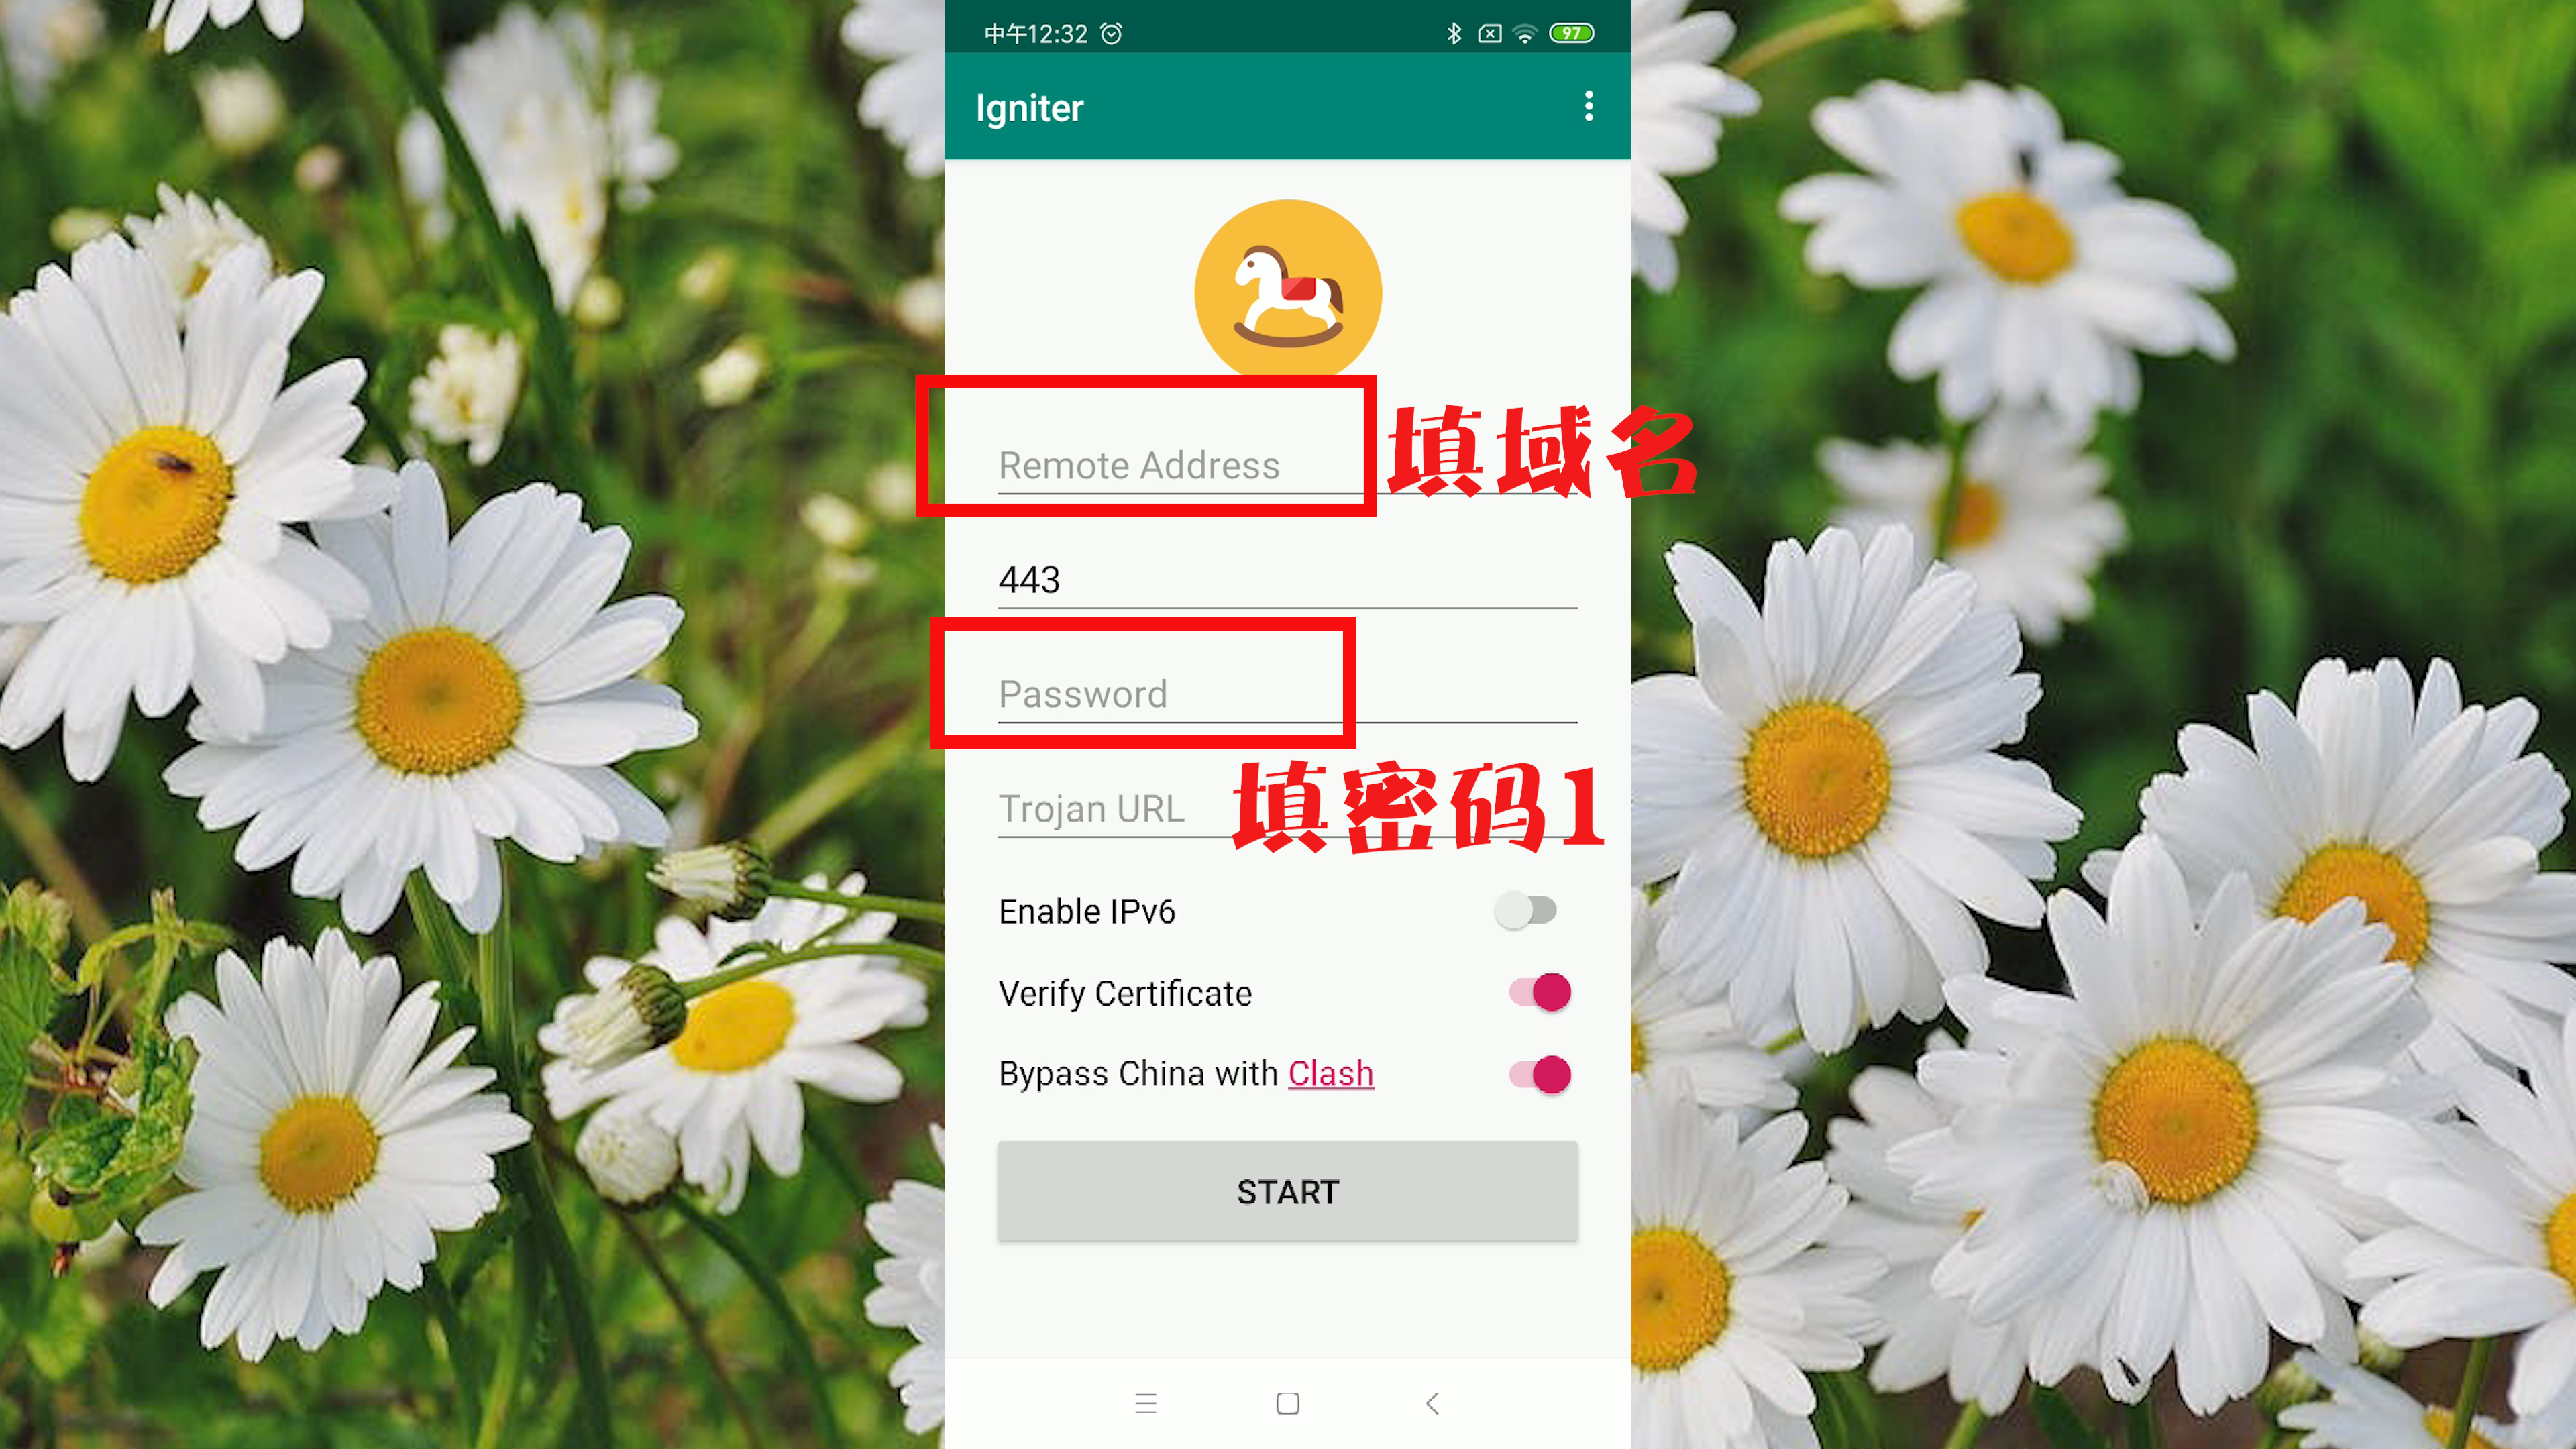 中午12:32
97
Igniter
Remote Address
填域名
443
Password
Trojan URL
填密码1
Enable IPv6
Verify Certificate
Bypass China with Clash
START